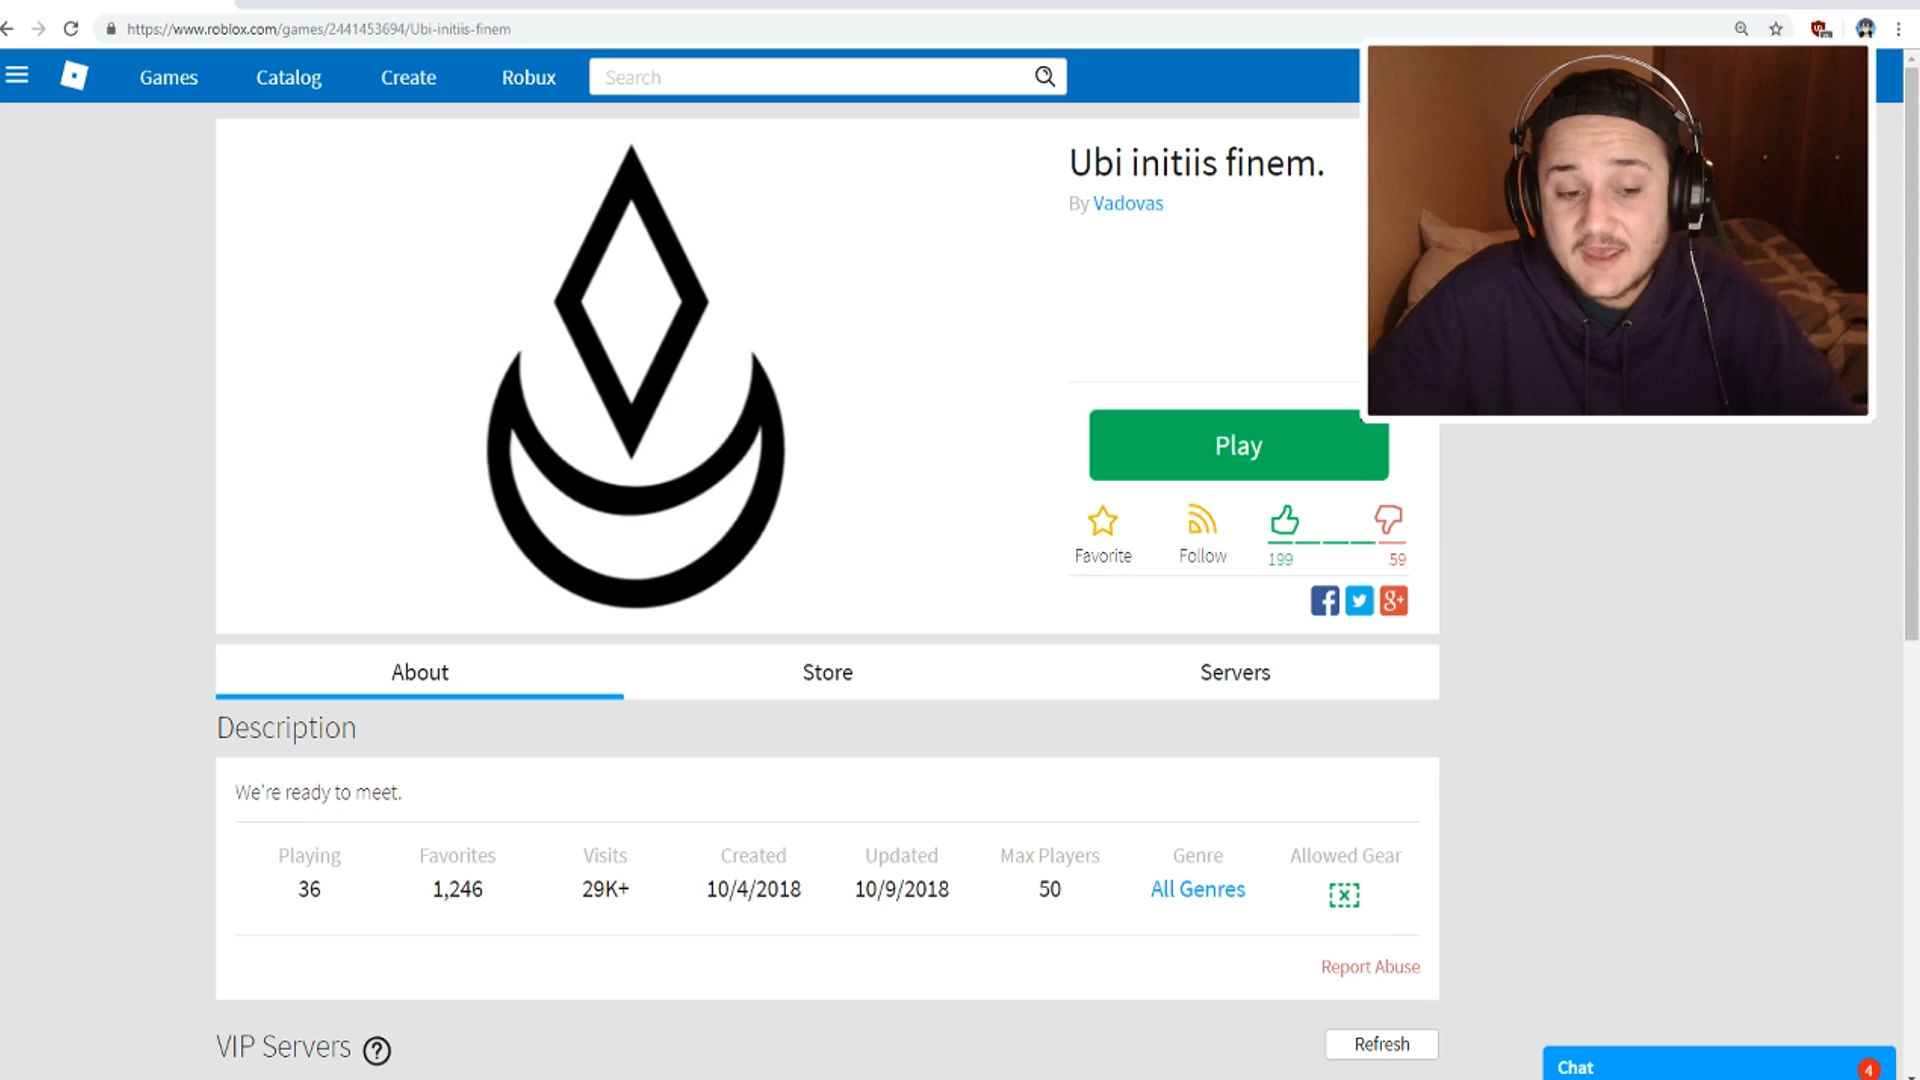 https://www.roblox.com/games/2441453694/Ubi-initiis-finem
Games Catalog Create Robux Search
Ubi initiis finem.
By Vadovas
Play
Favorite Follow 199 59
About Store Servers
Description
We're ready to meet.
Playing Favorites Visits Created Updated Max Players Genre Allowed Gear
36 1,246 29K+ 10/4/2018 10/9/2018 50 All Genres
Report Abuse
VIP Servers ? Refresh
Chat 4